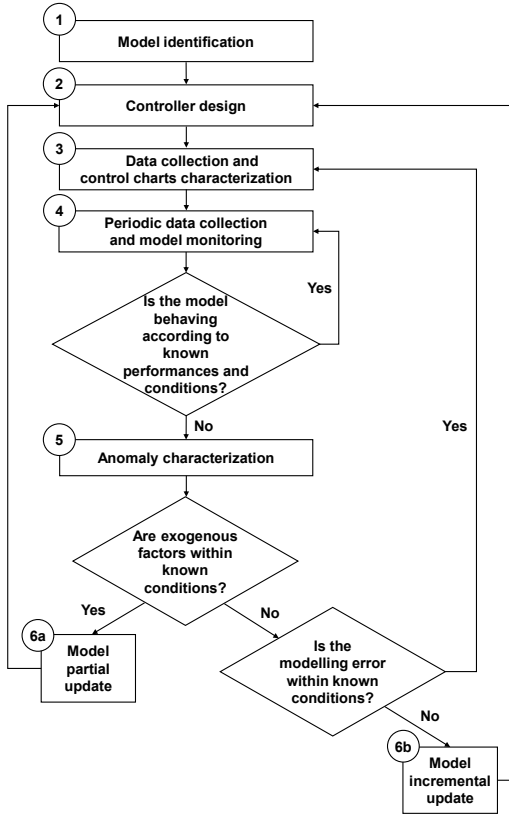 1
Model identification
2
Controller design
3
Data collection and
control charts characterization
4
Periodic data collection
and model monitoring
Yes
Is the model
behaving
according to
known
performances and
conditions?
No
Yes
5
Anomaly characterization
Are exogenous
factors within
known
conditions?
Yes
No
6a
Model
partial
update
Is the
modelling error
within known
conditions?
No
6b
Model
incremental
update